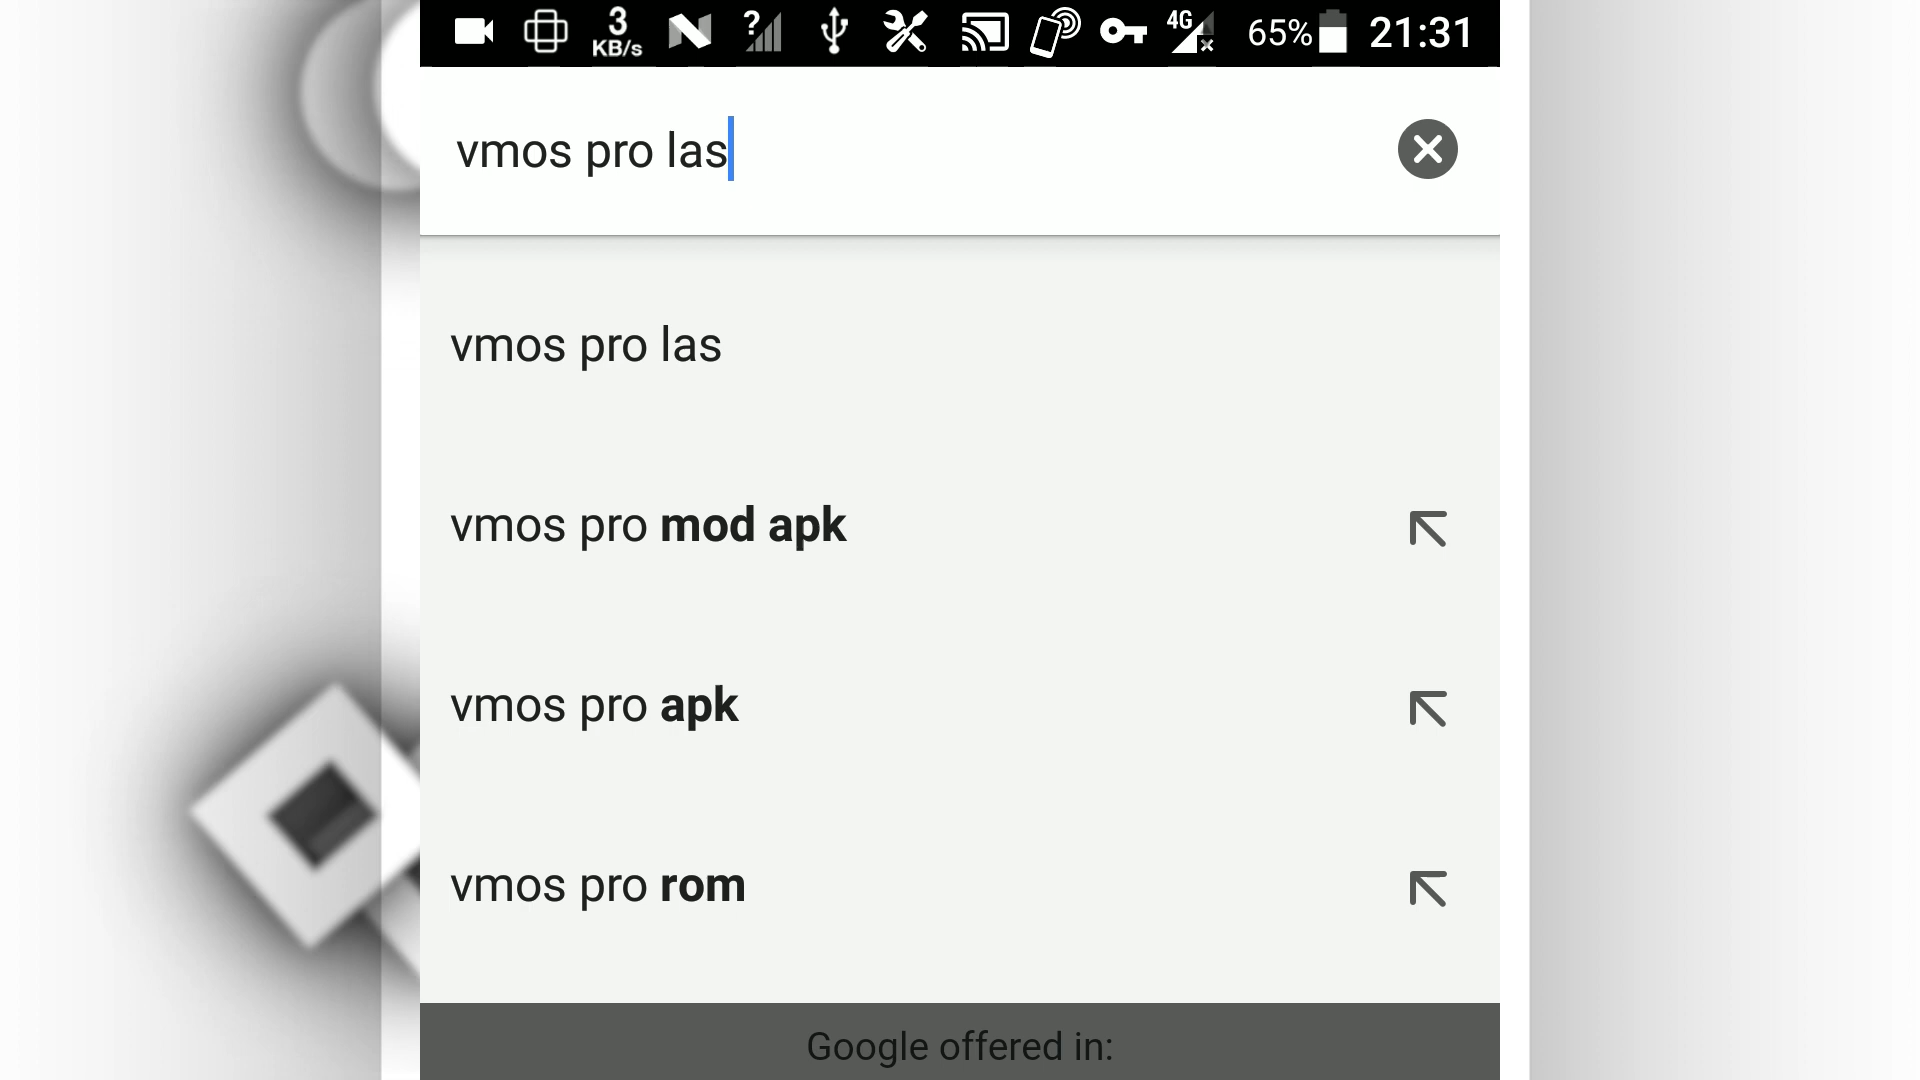 3 KB/s ? 4G 65% 21:31
vmos pro las
vmos pro las
vmos pro mod apk
vmos pro apk
vmos pro rom
Google offered in: